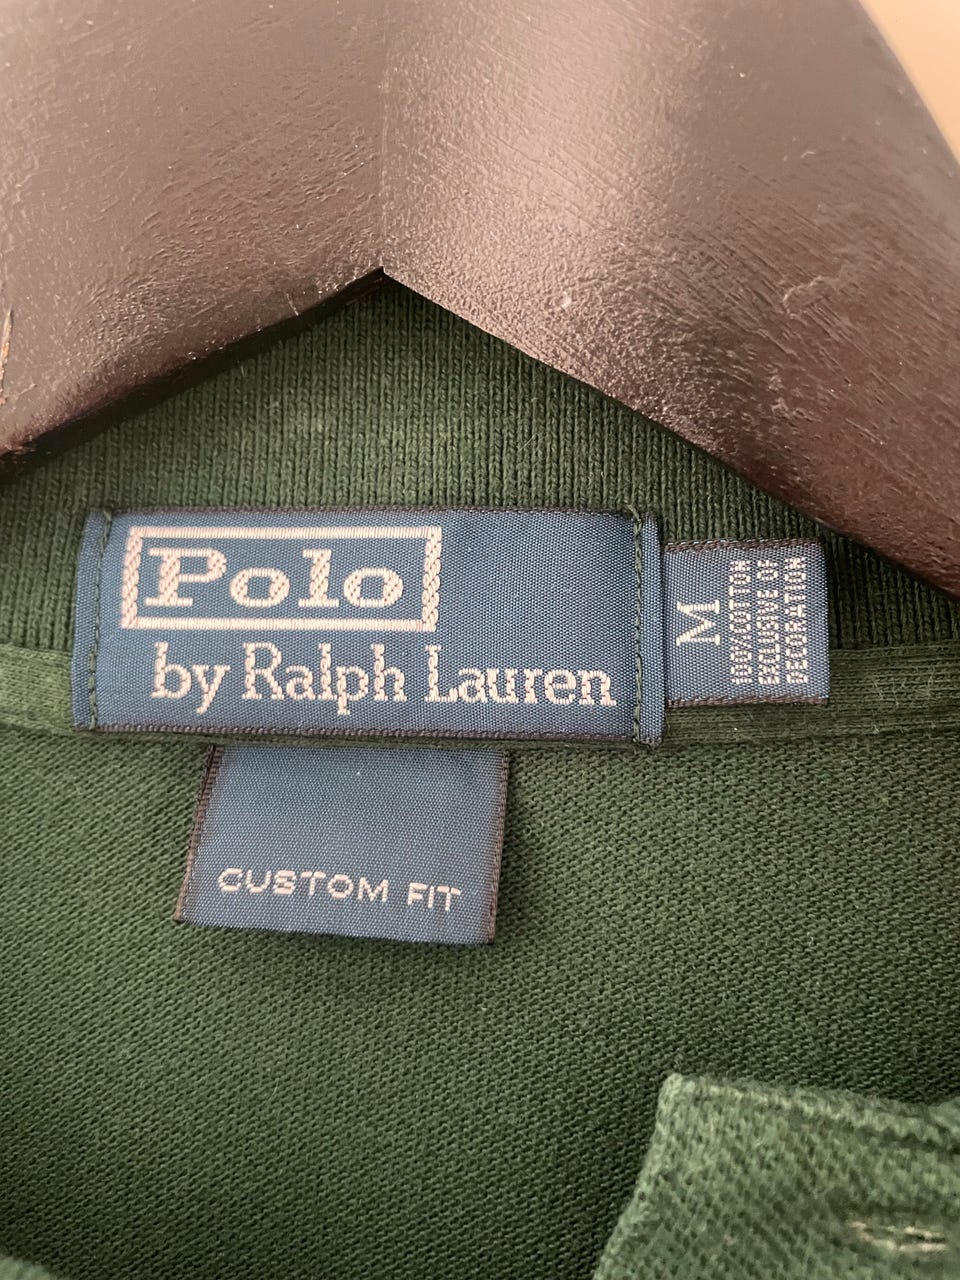 Polo
by Ralph Lauren
M
100% COTTON
EXCLUSIVE OF
DECORATION
CUSTOM FIT